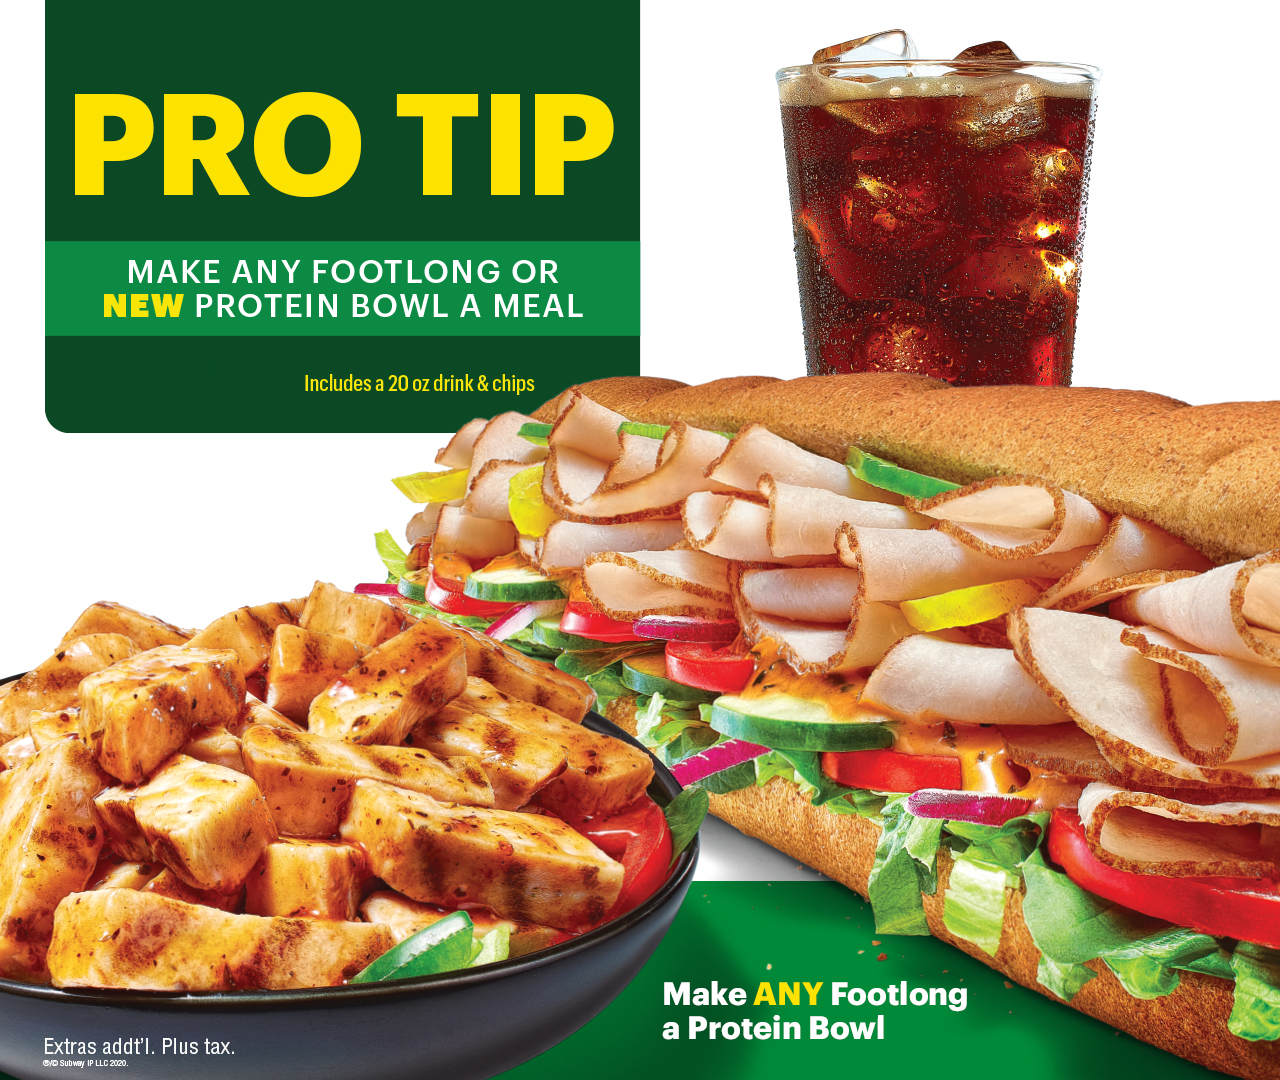 PRO TIP
MAKE ANY FOOTLONG OR
NEW PROTEIN BOWL A MEAL
Includes a 20 oz drink & chips
Make ANY Footlong
a Protein Bowl
Extras addt'l. Plus tax.
®/© Subway IP LLC 2020.